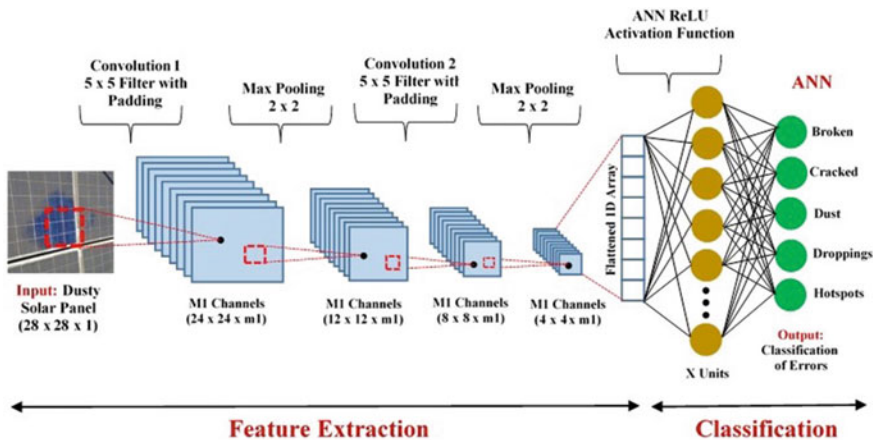 ANN ReLU
Activation Function
Convolution 1
5 x 5 Filter with
Padding
Max Pooling
2 x 2
Convolution 2
5 x 5 Filter with
Padding
Max Pooling
2 x 2
ANN
Input: Dusty
Solar Panel
(28 x 28 x 1)
M1 Channels
(24 x 24 x m1)
M1 Channels
(12 x 12 x m1)
M1 Channels
(8 x 8 x m1)
M1 Channels
(4 x 4 x m1)
Flattened 1D Array
X Units
Broken
Cracked
Dust
Droppings
Hotspots
Output:
Classification
of Errors
Feature Extraction
Classification